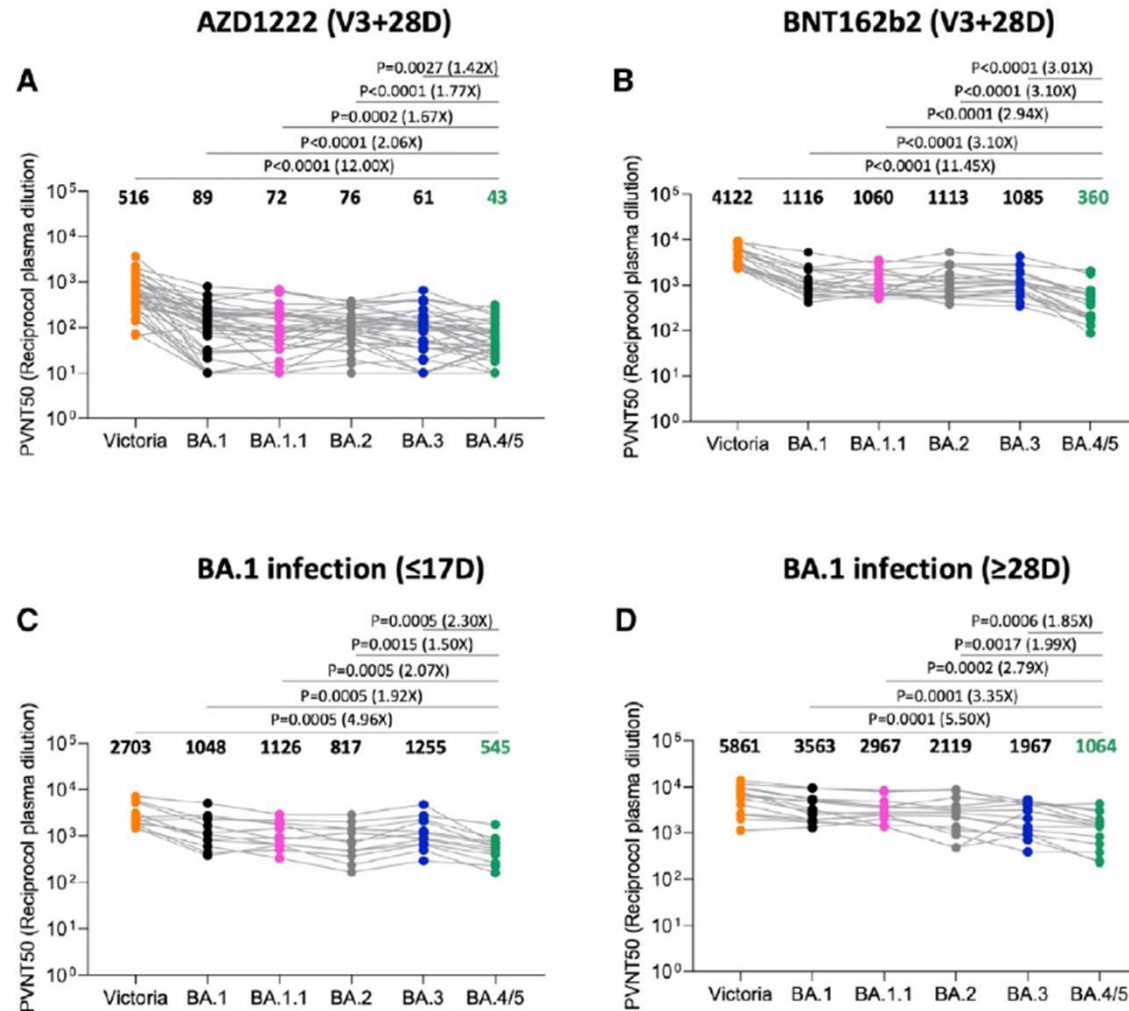 AZD1222 (V3+28D)
A
P=0.0027 (1.42X)
P<0.0001 (1.77X)
P=0.0002 (1.67X)
P<0.0001 (2.06X)
P<0.0001 (12.00X)
516 89 72 76 61 43
PVNT50 (Reciprocol plasma dilution)
10⁵
10⁴
10³
10²
10¹
10⁰
Victoria BA.1 BA.1.1 BA.2 BA.3 BA.4/5
BNT162b2 (V3+28D)
B
P<0.0001 (3.01X)
P<0.0001 (3.10X)
P<0.0001 (2.94X)
P<0.0001 (3.10X)
P<0.0001 (11.45X)
4122 1116 1060 1113 1085 360
PVNT50 (Reciprocol plasma dilution)
10⁵
10⁴
10³
10²
10¹
10⁰
Victoria BA.1 BA.1.1 BA.2 BA.3 BA.4/5
BA.1 infection (≤17D)
C
P=0.0005 (2.30X)
P=0.0015 (1.50X)
P=0.0005 (2.07X)
P=0.0005 (1.92X)
P=0.0005 (4.96X)
2703 1048 1126 817 1255 545
PVNT50 (Reciprocol plasma dilution)
10⁵
10⁴
10³
10²
10¹
10⁰
Victoria BA.1 BA.1.1 BA.2 BA.3 BA.4/5
BA.1 infection (≥28D)
D
P=0.0006 (1.85X)
P=0.0017 (1.99X)
P=0.0002 (2.79X)
P=0.0001 (3.35X)
P=0.0001 (5.50X)
5861 3563 2967 2119 1967 1064
PVNT50 (Reciprocol plasma dilution)
10⁵
10⁴
10³
10²
10¹
10⁰
Victoria BA.1 BA.1.1 BA.2 BA.3 BA.4/5